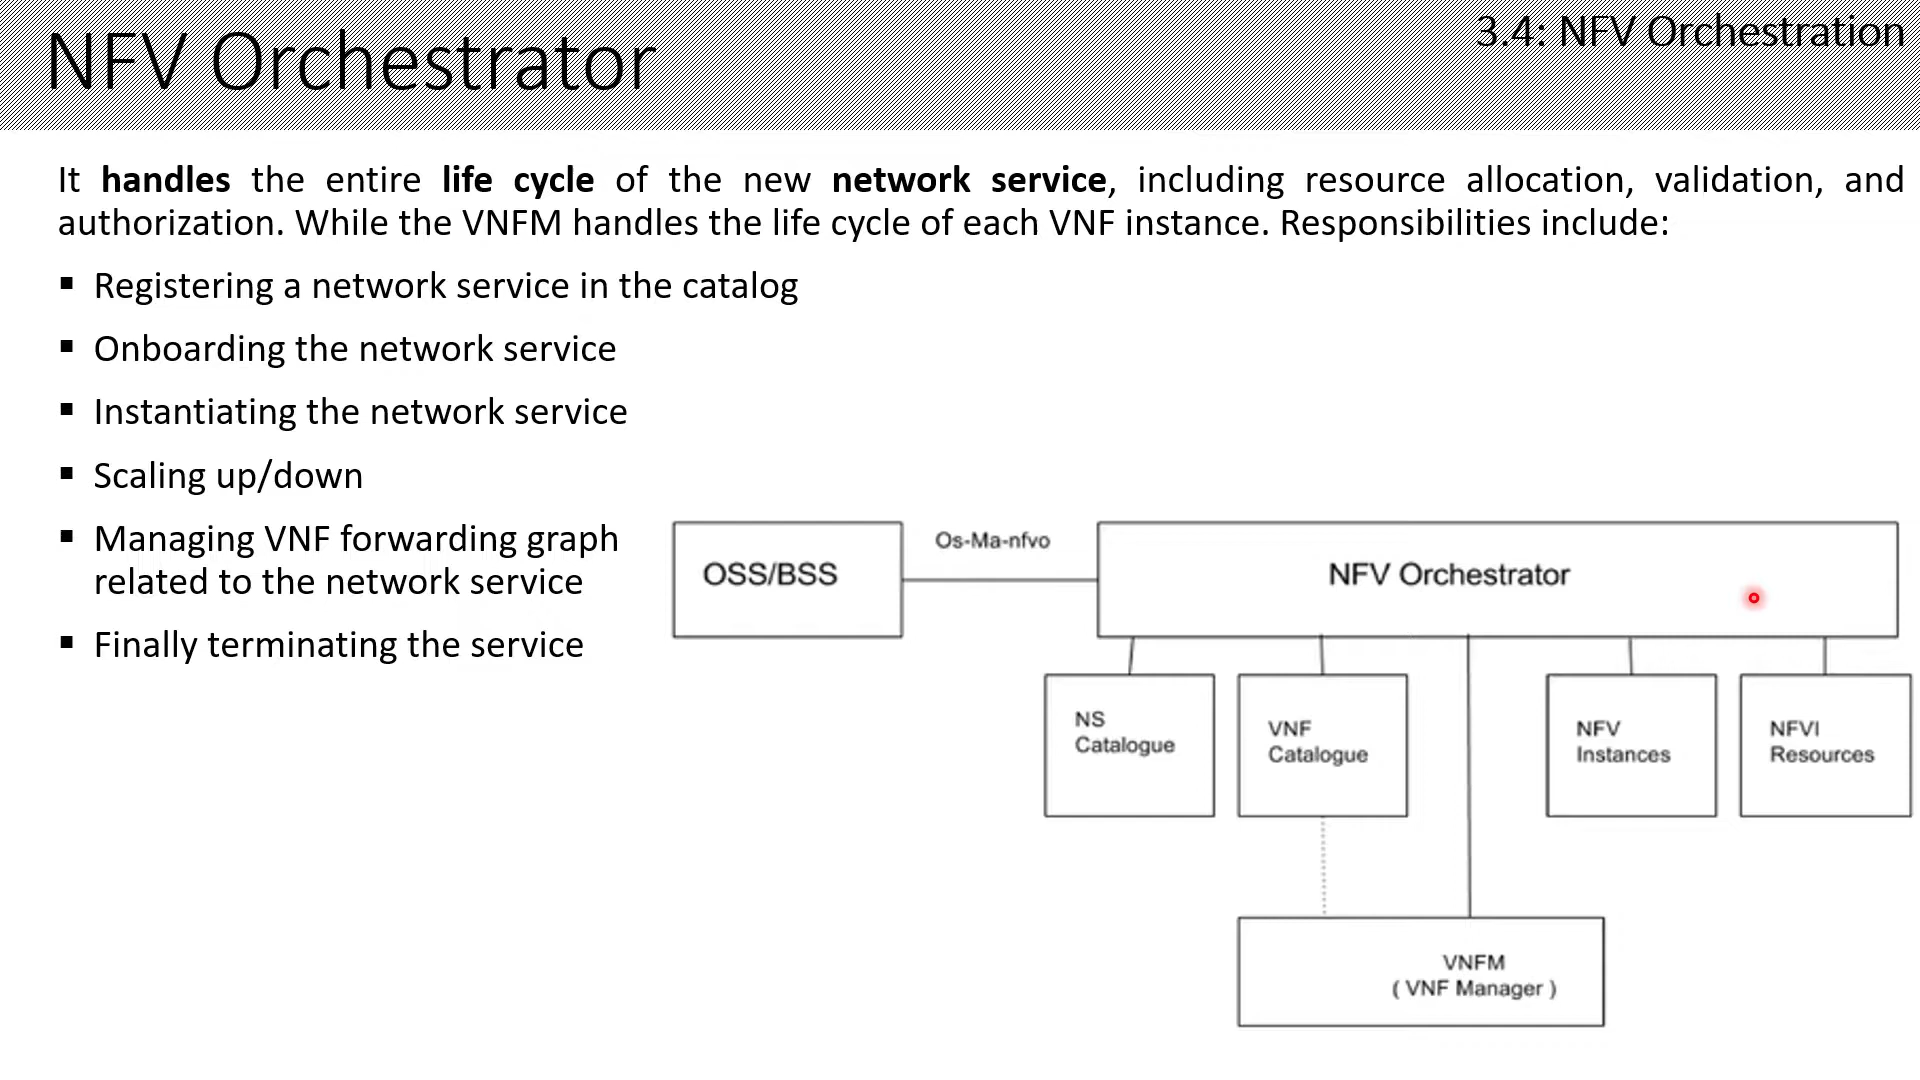 NFV Orchestrator
3.4: NFV Orchestration
It handles the entire life cycle of the new network service, including resource allocation, validation, and
authorization. While the VNFM handles the life cycle of each VNF instance. Responsibilities include:
▪ Registering a network service in the catalog
▪ Onboarding the network service
▪ Instantiating the network service
▪ Scaling up/down
▪ Managing VNF forwarding graph
related to the network service
▪ Finally terminating the service
OSS/BSS
Os-Ma-nfvo
NFV Orchestrator
NS
Catalogue
VNF
Catalogue
NFV
Instances
NFVI
Resources
VNFM
( VNF Manager )